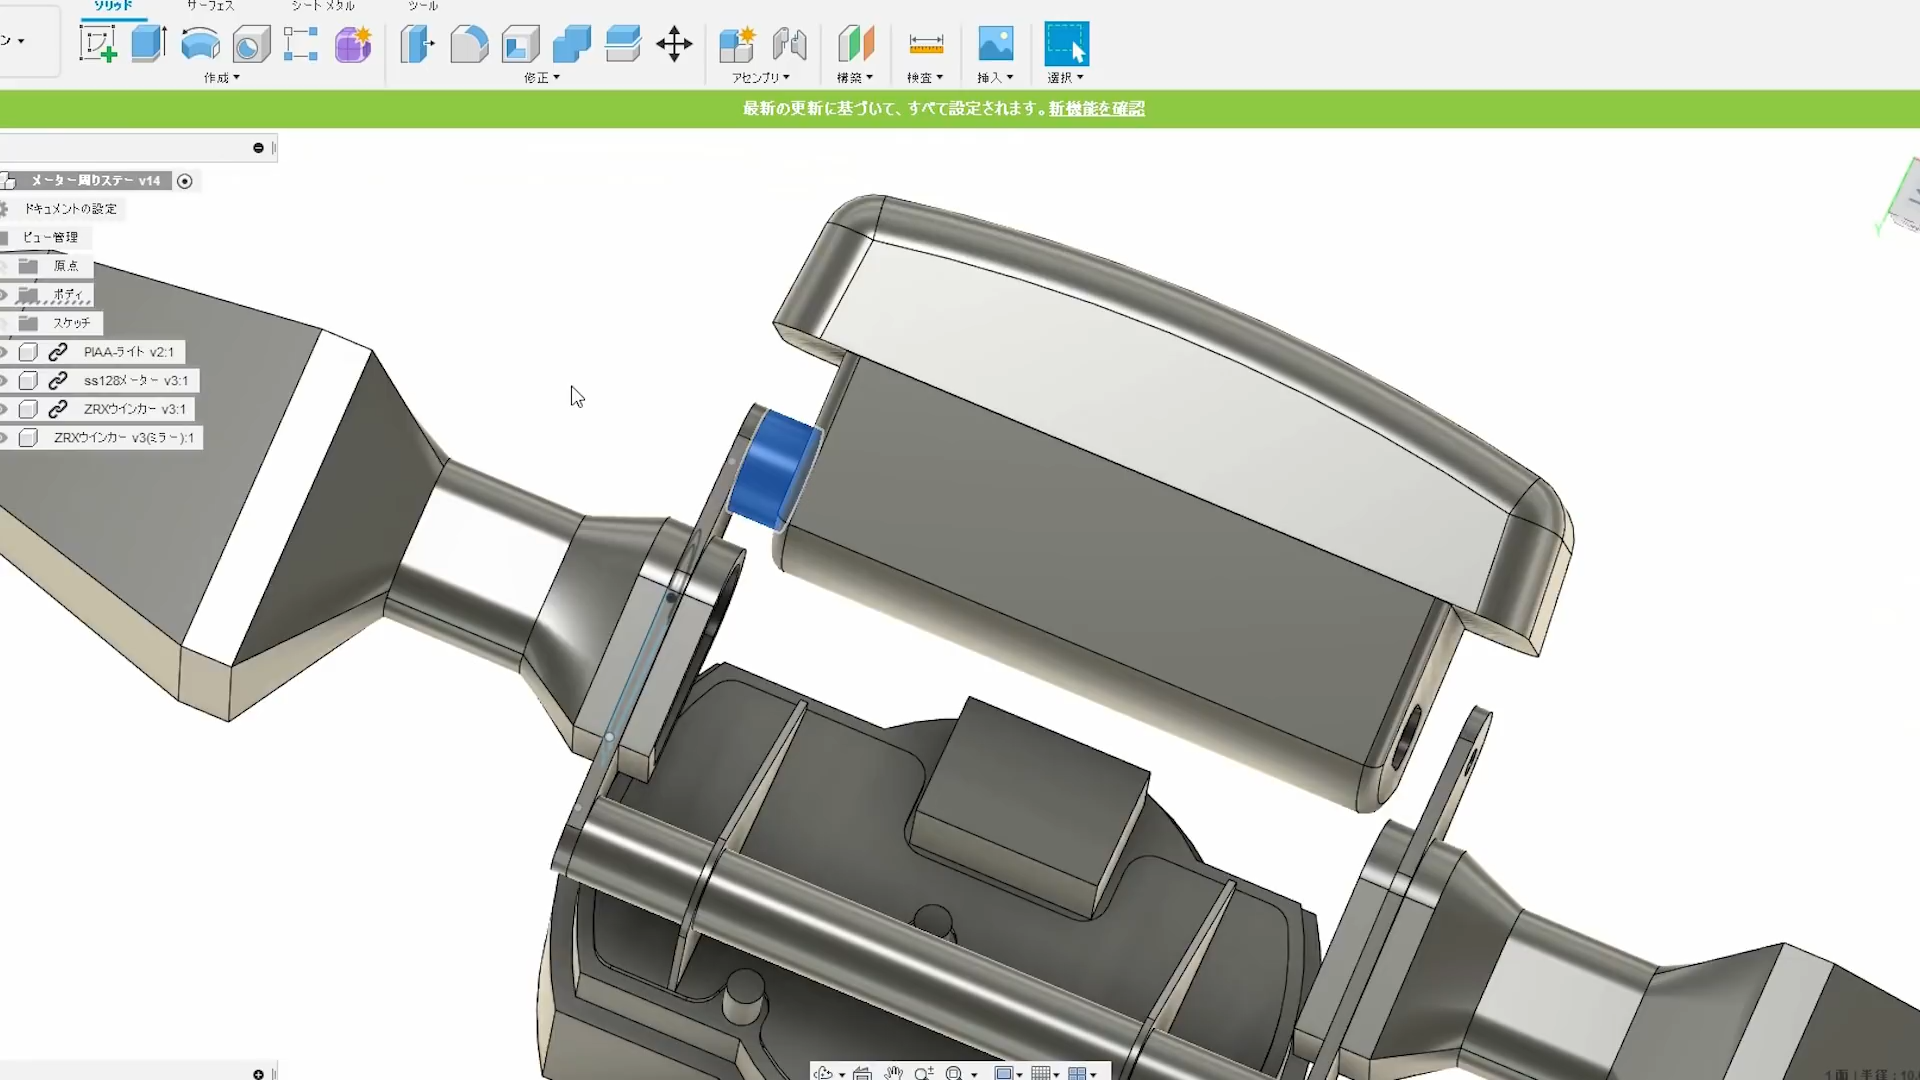 ソリッド
サーフェス
シート メタル
ツール
作成▼
修正▼
アセンブリ▼
構築▼
検査▼
挿入▼
選択▼
最新の更新に基づいて、すべて設定されます。新機能を確認
メーター周りステー v14
ドキュメントの設定
ビュー管理
原点
ボディ
スケッチ
PIAA-ライト v2:1
ss128メーター v3:1
ZRXウインカー v3:1
ZRXウインカー v3(ミラー):1